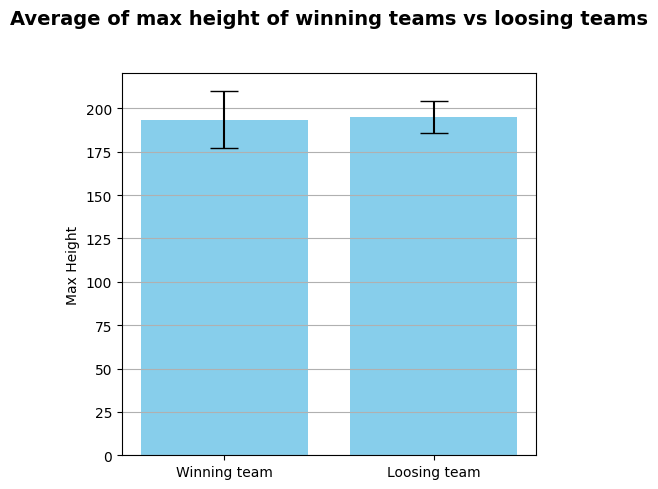 Average of max height of winning teams vs loosing teams
Max Height
200
175
150
125
100
75
50
25
0
Winning team
Loosing team